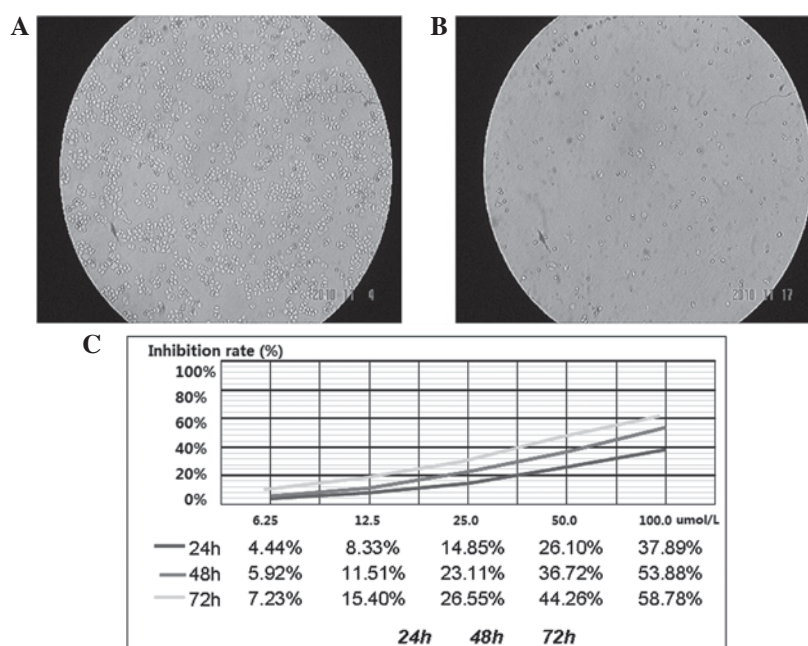 A
B
2010 11 4
2010 11 17
C
Inhibition rate (%)
100%
80%
60%
40%
20%
0%
6.25 12.5 25.0 50.0 100.0 umol/L
24h 4.44% 8.33% 14.85% 26.10% 37.89%
48h 5.92% 11.51% 23.11% 36.72% 53.88%
72h 7.23% 15.40% 26.55% 44.26% 58.78%
24h 48h 72h